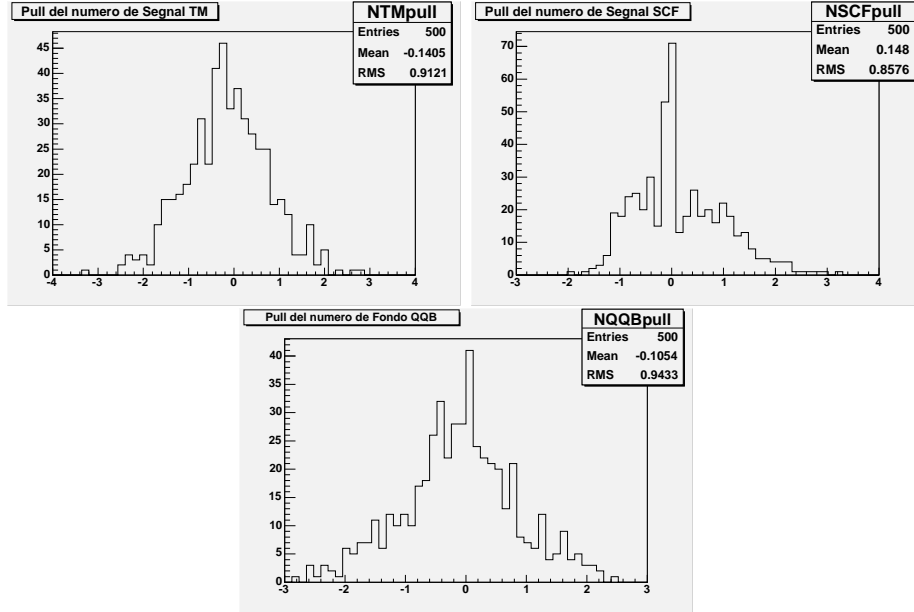 Pull del numero de Segnal TM
NTMpull
Entries 500
Mean -0.1405
RMS 0.9121
45
40
35
30
25
20
15
10
5
0
-4 -3 -2 -1 0 1 2 3 4
Pull del numero de Segnal SCF
NSCFpull
Entries 500
Mean 0.148
RMS 0.8576
70
60
50
40
30
20
10
0
-3 -2 -1 0 1 2 3 4
Pull del numero de Fondo QQB
NQQBpull
Entries 500
Mean -0.1054
RMS 0.9433
40
35
30
25
20
15
10
5
0
-3 -2 -1 0 1 2 3